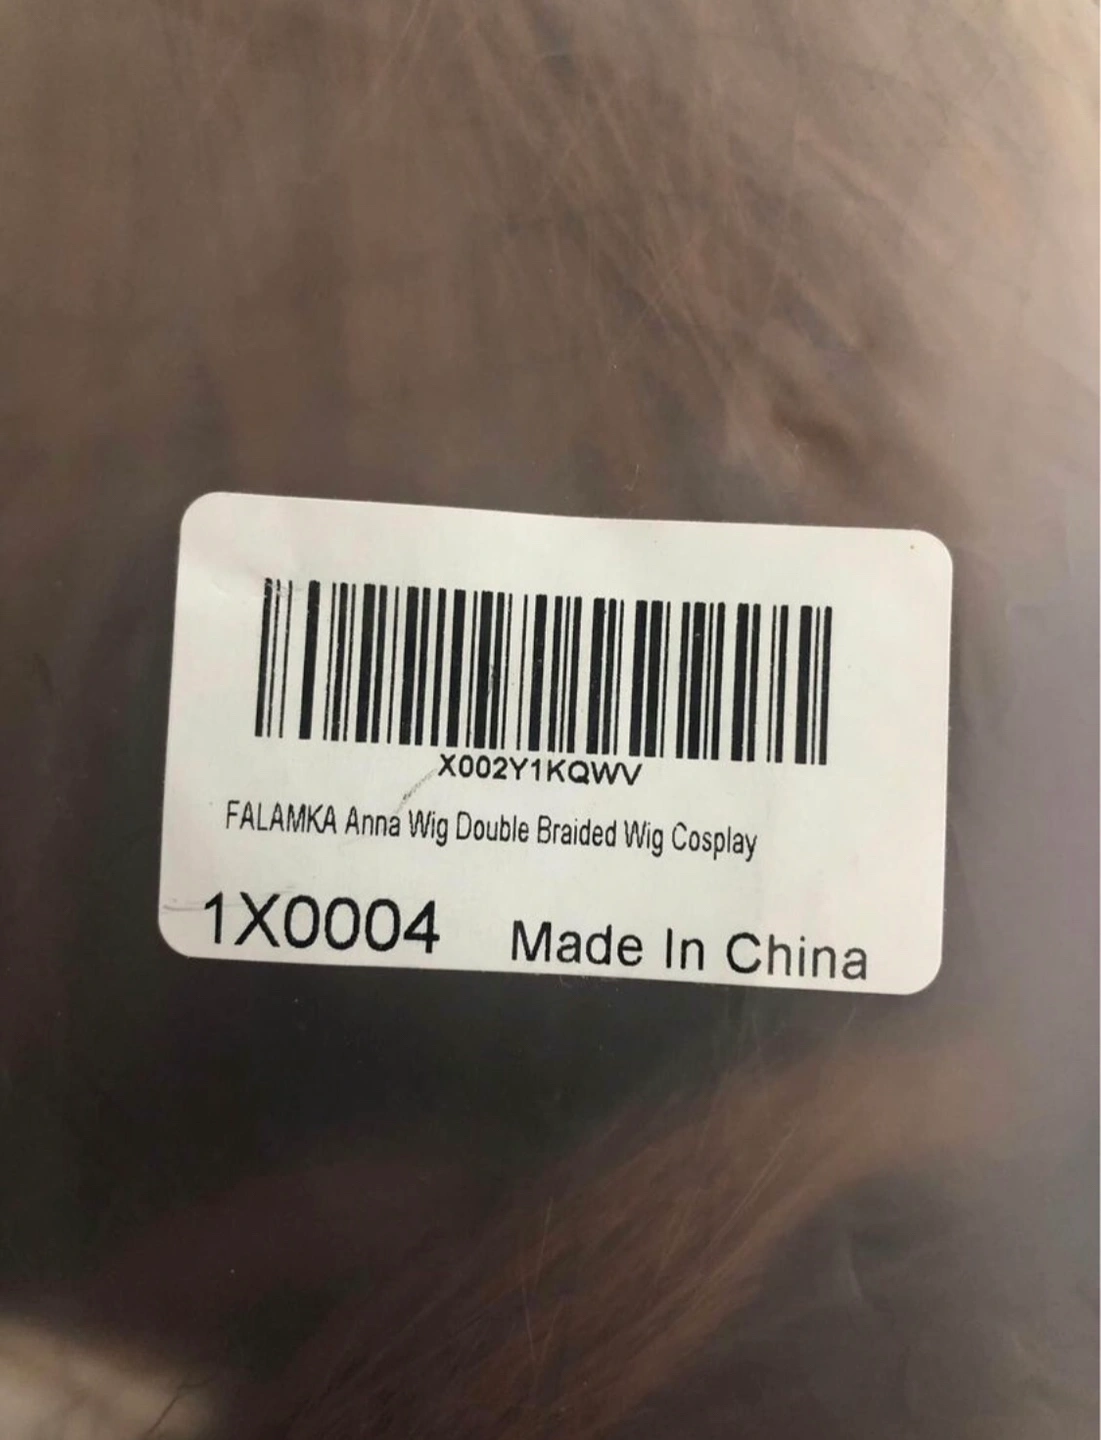 X002Y1KQWV
FALAMKA Anna Wig Double Braided Wig Cosplay
1X0004 Made In China